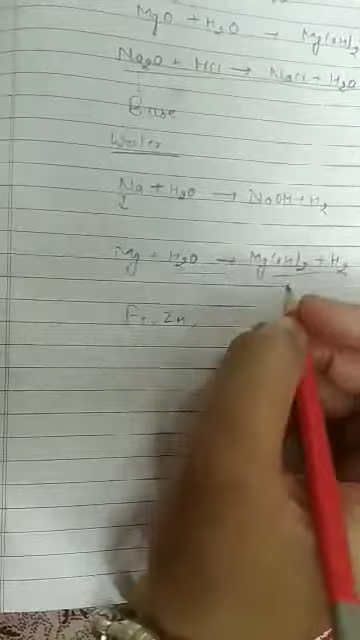 MgO + H2O → Mg(OH)2
Na2O + HCl → NaCl + H2O
Base
Water
Na + H2O → NaOH + H2
↓
Mg + H2O → Mg(OH)2 + H2
Fe, Zn,